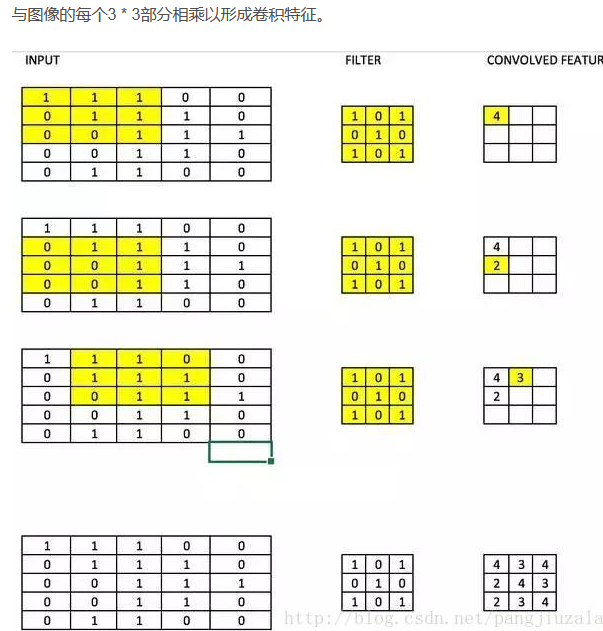 与图像的每个3 * 3部分相乘以形成卷积特征。
INPUT FILTER CONVOLVED FEATUR
1 1 1 0 0
0 1 1 1 0 1 0 1 4
0 0 1 1 1 0 1 0
0 0 1 1 0 1 0 1
0 1 1 0 0
1 1 1 0 0
0 1 1 1 0 1 0 1 4
0 0 1 1 1 0 1 0 2
0 0 1 1 0 1 0 1
0 1 1 0 0
1 1 1 0 0
0 1 1 1 0 1 0 1 4 3
0 0 1 1 1 0 1 0 2
0 0 1 1 0 1 0 1
0 1 1 0 0
1 1 1 0 0
0 1 1 1 0 1 0 1 4 3 4
0 0 1 1 1 0 1 0 2 4 3
0 0 1 1 0 1 0 1 2 3 4
0 1 1 0 0
http://blog.csdn.net/pangjiuzala